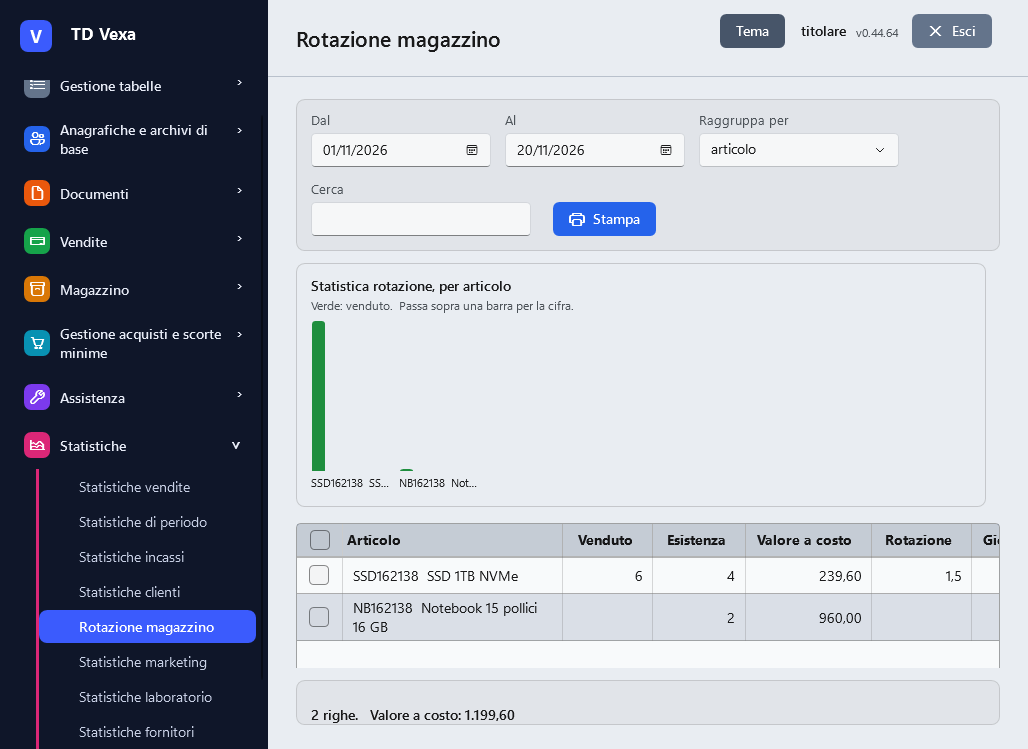 V TD Vexa
Gestione tabelle
Anagrafiche e archivi di
base
Documenti
Vendite
Magazzino
Gestione acquisti e scorte
minime
Assistenza
Statistiche
Statistiche vendite
Statistiche di periodo
Statistiche incassi
Statistiche clienti
Rotazione magazzino
Statistiche marketing
Statistiche laboratorio
Statistiche fornitori
Rotazione magazzino
Tema titolare v0.44.64 Esci
Dal Al Raggruppa per
01/11/2026 20/11/2026 articolo
Cerca
Stampa
Statistica rotazione, per articolo
Verde: venduto. Passa sopra una barra per la cifra.
SSD162138 SS... NB162138 Not...
Articolo Venduto Esistenza Valore a costo Rotazione Gi
SSD162138 SSD 1TB NVMe 6 4 239,60 1,5
NB162138 Notebook 15 pollici
16 GB 2 960,00
2 righe. Valore a costo: 1.199,60